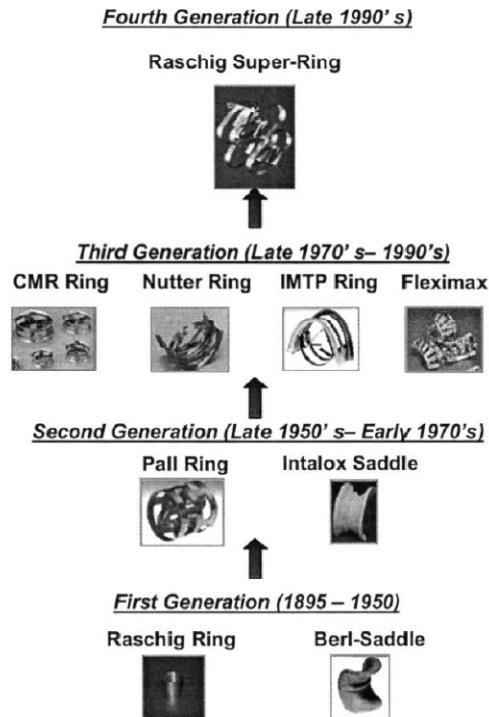 Fourth Generation (Late 1990' s)
Raschig Super-Ring
Third Generation (Late 1970' s– 1990's)
CMR Ring Nutter Ring IMTP Ring Fleximax
Second Generation (Late 1950' s– Early 1970's)
Pall Ring Intalox Saddle
First Generation (1895 – 1950)
Raschig Ring Berl-Saddle